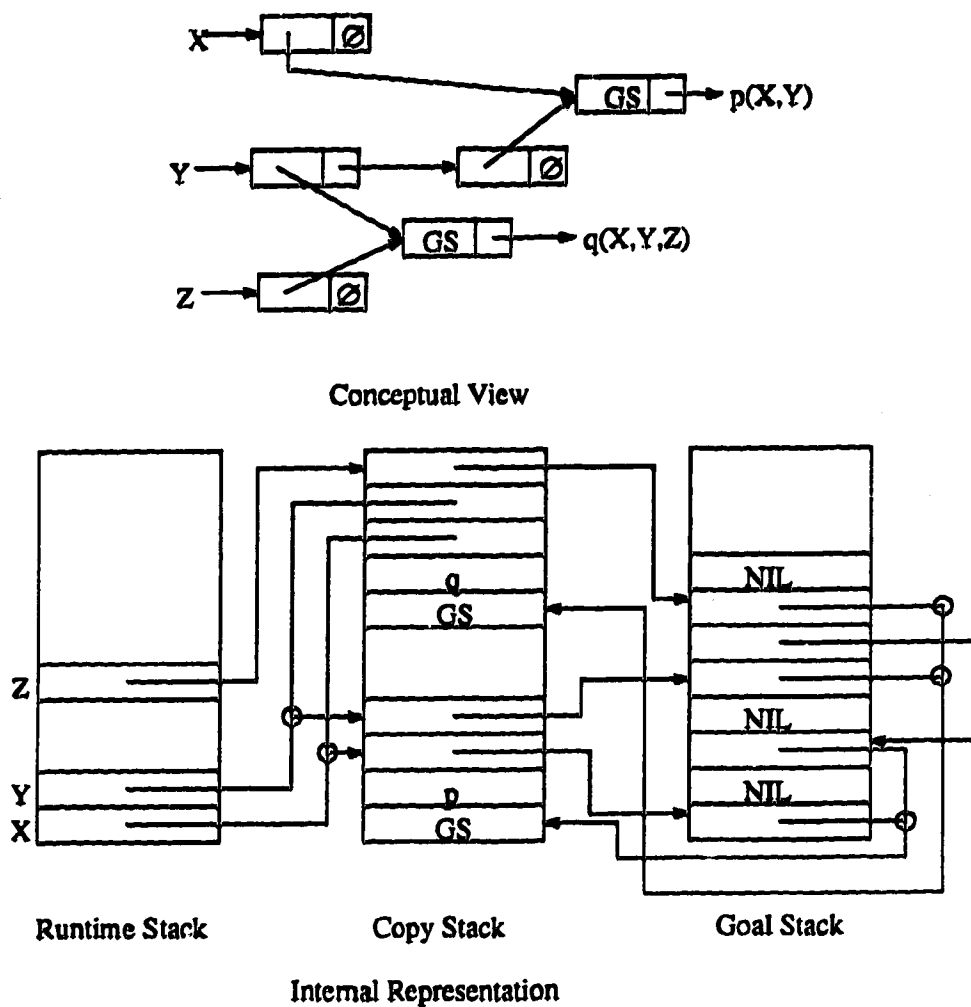 X
∅
GS
p(X,Y)
Y
∅
GS
q(X,Y,Z)
Z
∅
Conceptual View
q
NIL
GS
Z
NIL
Y
p
NIL
X
GS
Runtime Stack
Copy Stack
Goal Stack
Internal Representation